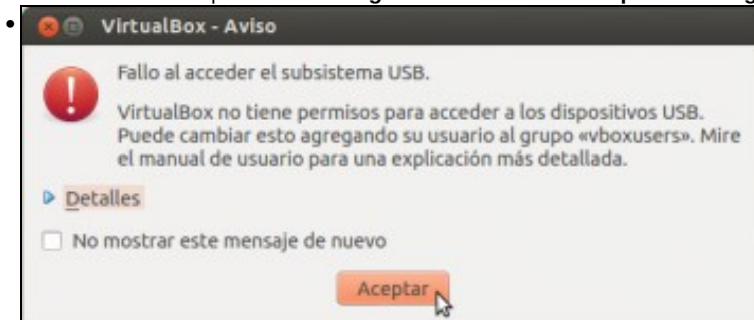 VirtualBox - Aviso
Fallo al acceder el subsistema USB.
VirtualBox no tiene permisos para acceder a los dispositivos USB.
Puede cambiar esto agregando su usuario al grupo «vboxusers». Mire
el manual de usuario para una explicación más detallada.
Detalles
No mostrar este mensaje de nuevo
Aceptar